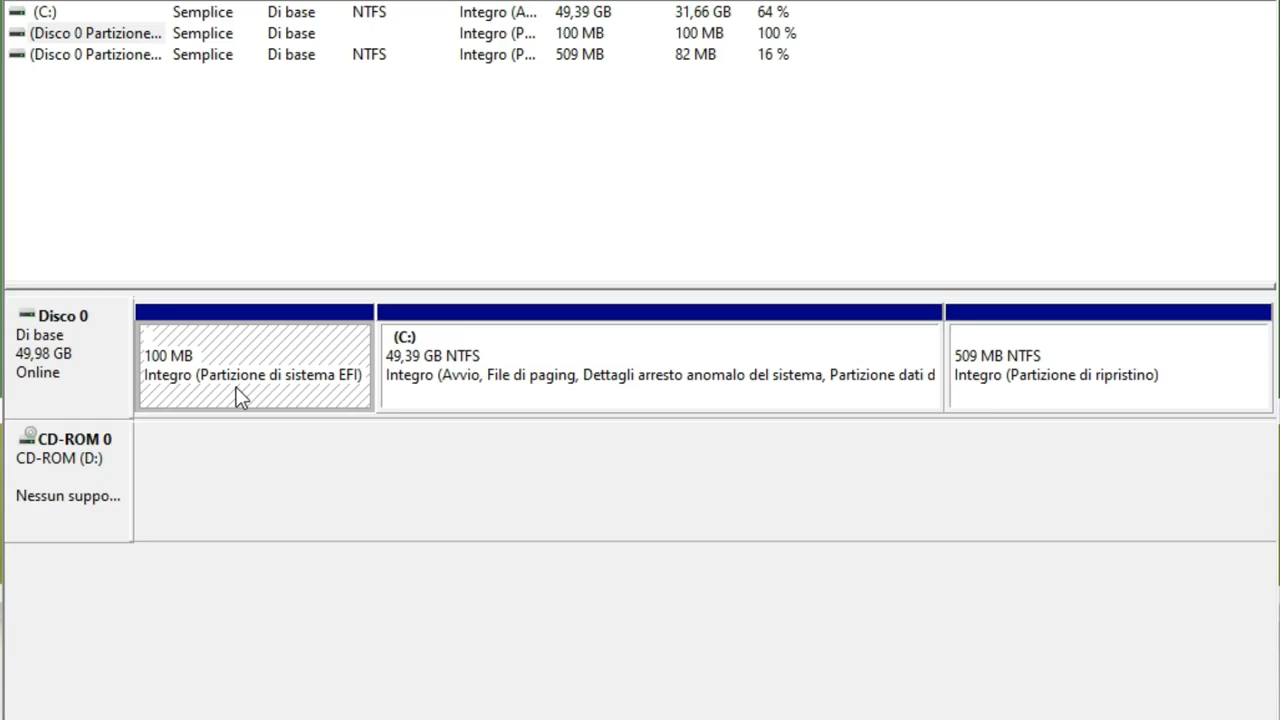 (C:) Semplice Di base NTFS Integro (A... 49,39 GB 31,66 GB 64 %
(Disco 0 Partizione... Semplice Di base Integro (P... 100 MB 100 MB 100 %
(Disco 0 Partizione... Semplice Di base NTFS Integro (P... 509 MB 82 MB 16 %
Disco 0
Di base
49,98 GB
Online
100 MB
Integro (Partizione di sistema EFI)
(C:)
49,39 GB NTFS
Integro (Avvio, File di paging, Dettagli arresto anomalo del sistema, Partizione dati d
509 MB NTFS
Integro (Partizione di ripristino)
CD-ROM 0
CD-ROM (D:)
Nessun suppo...